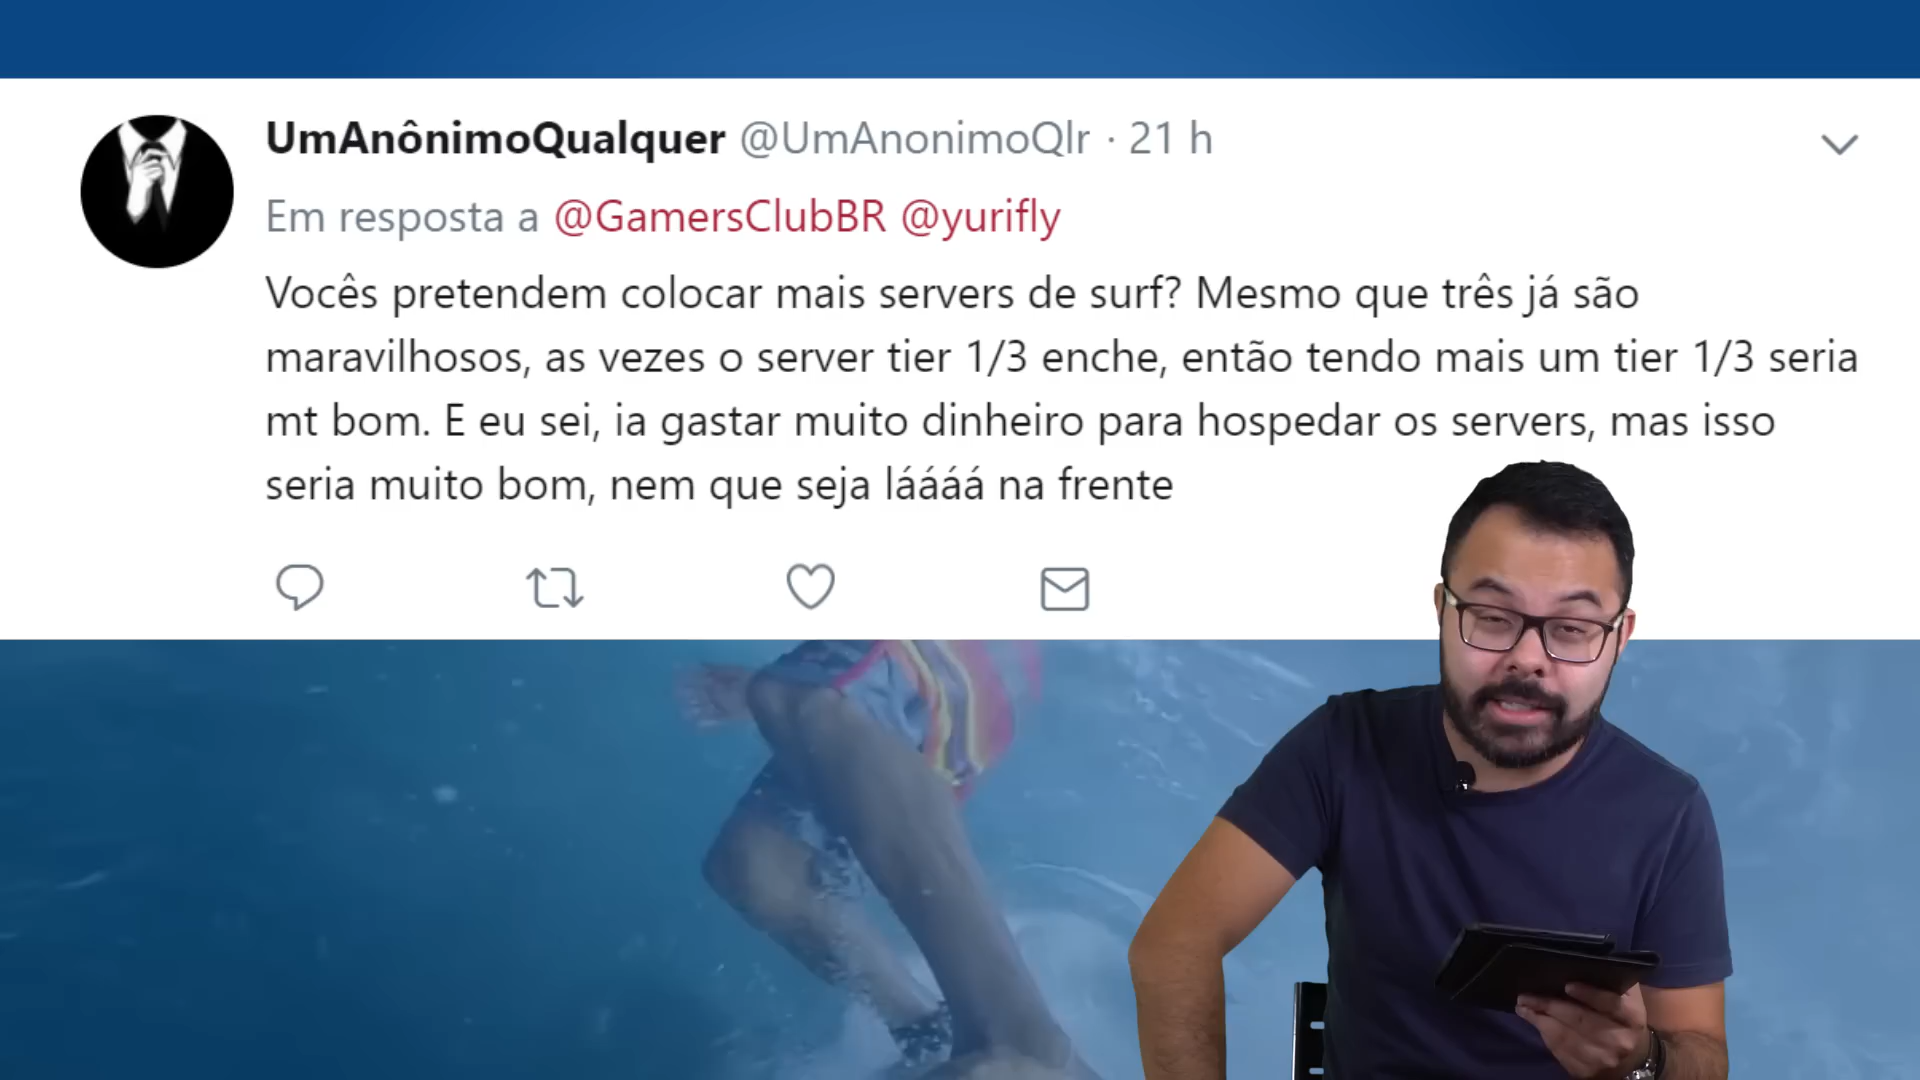 UmAnônimoQualquer @UmAnonimoQlr · 21 h
Em resposta a @GamersClubBR @yurifly
Vocês pretendem colocar mais servers de surf? Mesmo que três já são
maravilhosos, as vezes o server tier 1/3 enche, então tendo mais um tier 1/3 seria
mt bom. E eu sei, ia gastar muito dinheiro para hospedar os servers, mas isso
seria muito bom, nem que seja láááá na frente